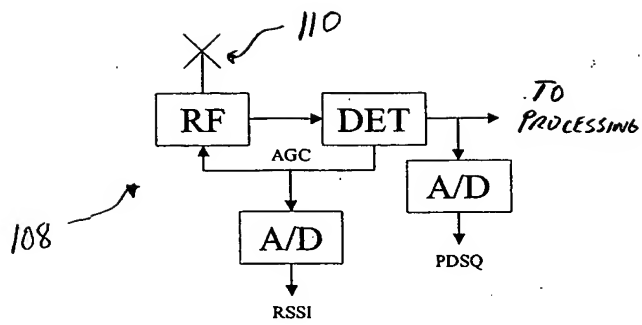 110
RF
DET
TO
PROCESSING
AGC
A/D
A/D
108
PDSQ
RSSI